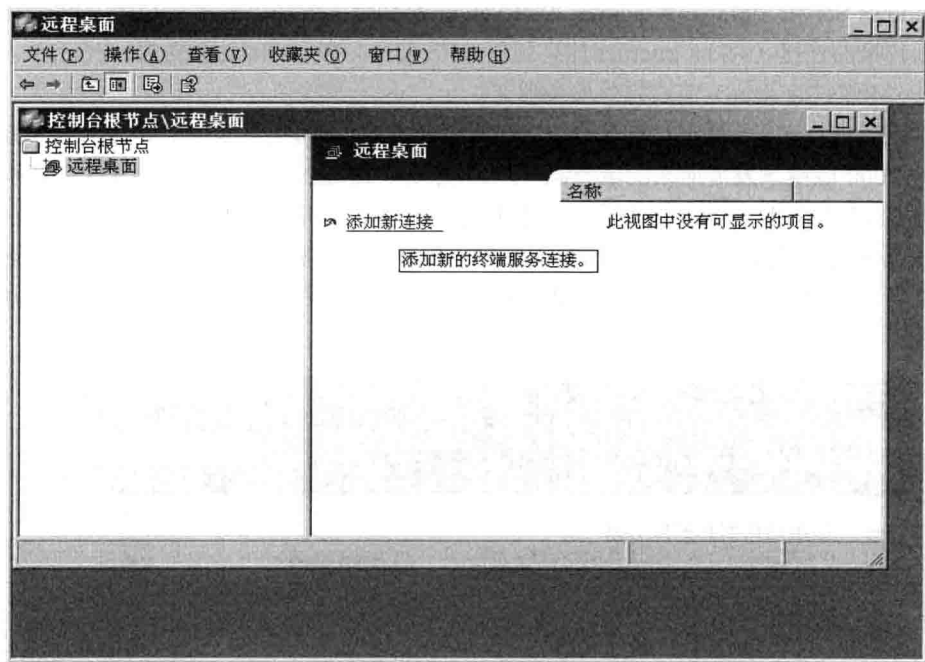 远程桌面
文件(F) 操作(A) 查看(V) 收藏夹(O) 窗口(W) 帮助(H)
控制台根节点\远程桌面
控制台根节点
远程桌面
远程桌面
名称
添加新连接
此视图中没有可显示的项目。
添加新的终端服务连接。